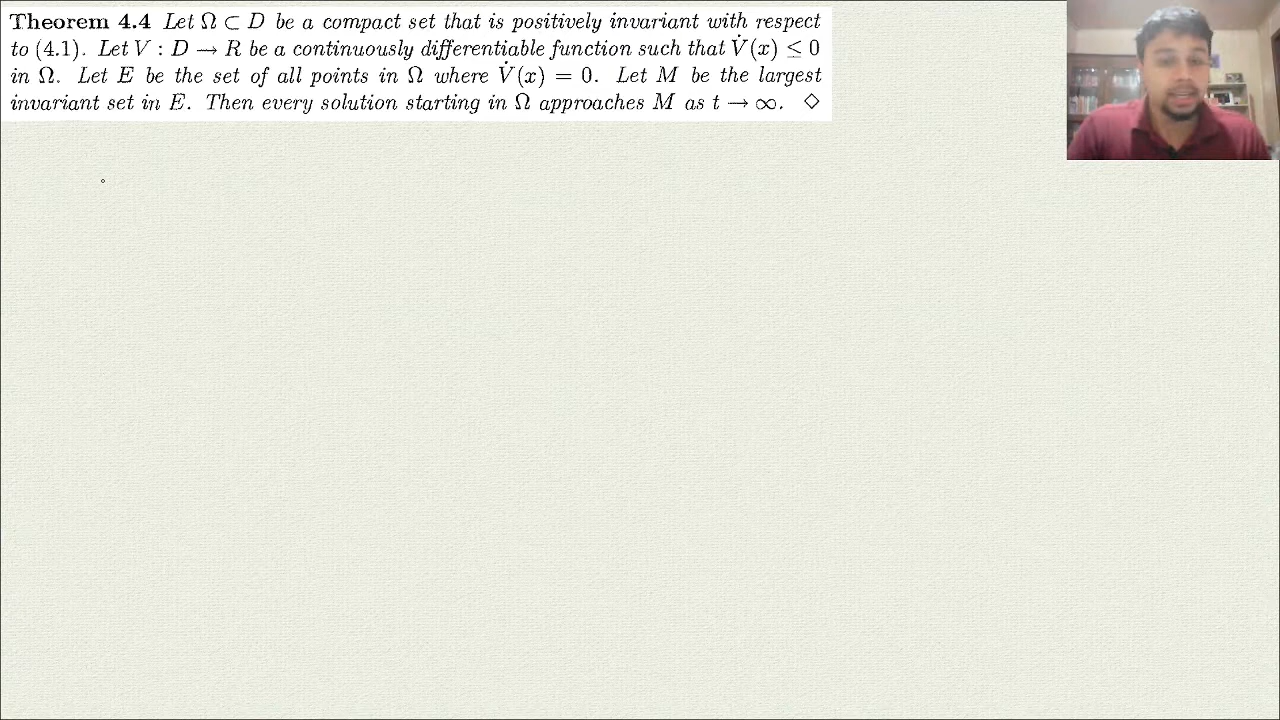 Theorem 4.4 Let Ω ⊂ D be a compact set that is positively invariant with respect
to (4.1). Let V : D → R be a continuously differentiable function such that V̇(x) ≤ 0
in Ω. Let E be the set of all points in Ω where V̇(x) = 0. Let M be the largest
invariant set in E. Then every solution starting in Ω approaches M as t → ∞. ◇